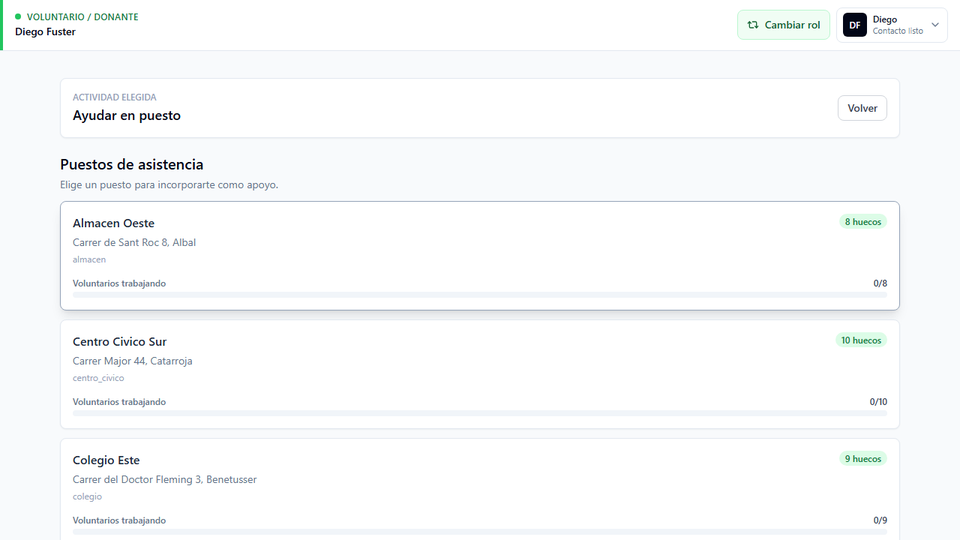 VOLUNTARIO / DONANTE
Diego Fuster
Cambiar rol
DF
Diego
Contacto listo
ACTIVIDAD ELEGIDA
Ayudar en puesto
Volver
Puestos de asistencia
Elige un puesto para incorporarte como apoyo.
Almacen Oeste
8 huecos
Carrer de Sant Roc 8, Albal
almacen
Voluntarios trabajando
0/8
Centro Civico Sur
10 huecos
Carrer Major 44, Catarroja
centro_civico
Voluntarios trabajando
0/10
Colegio Este
9 huecos
Carrer del Doctor Fleming 3, Benetusser
colegio
Voluntarios trabajando
0/9